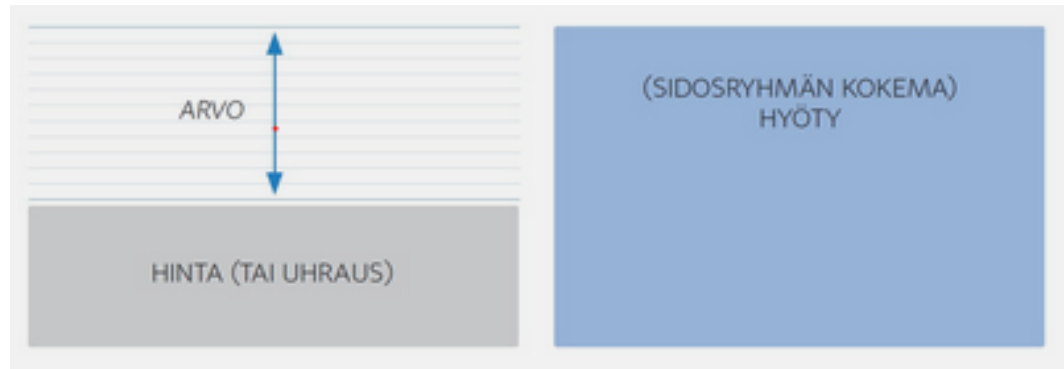 ARVO
HINTA (TAI UHRAUS)
(SIDOSRYHMÄN KOKEMA)
HYÖTY